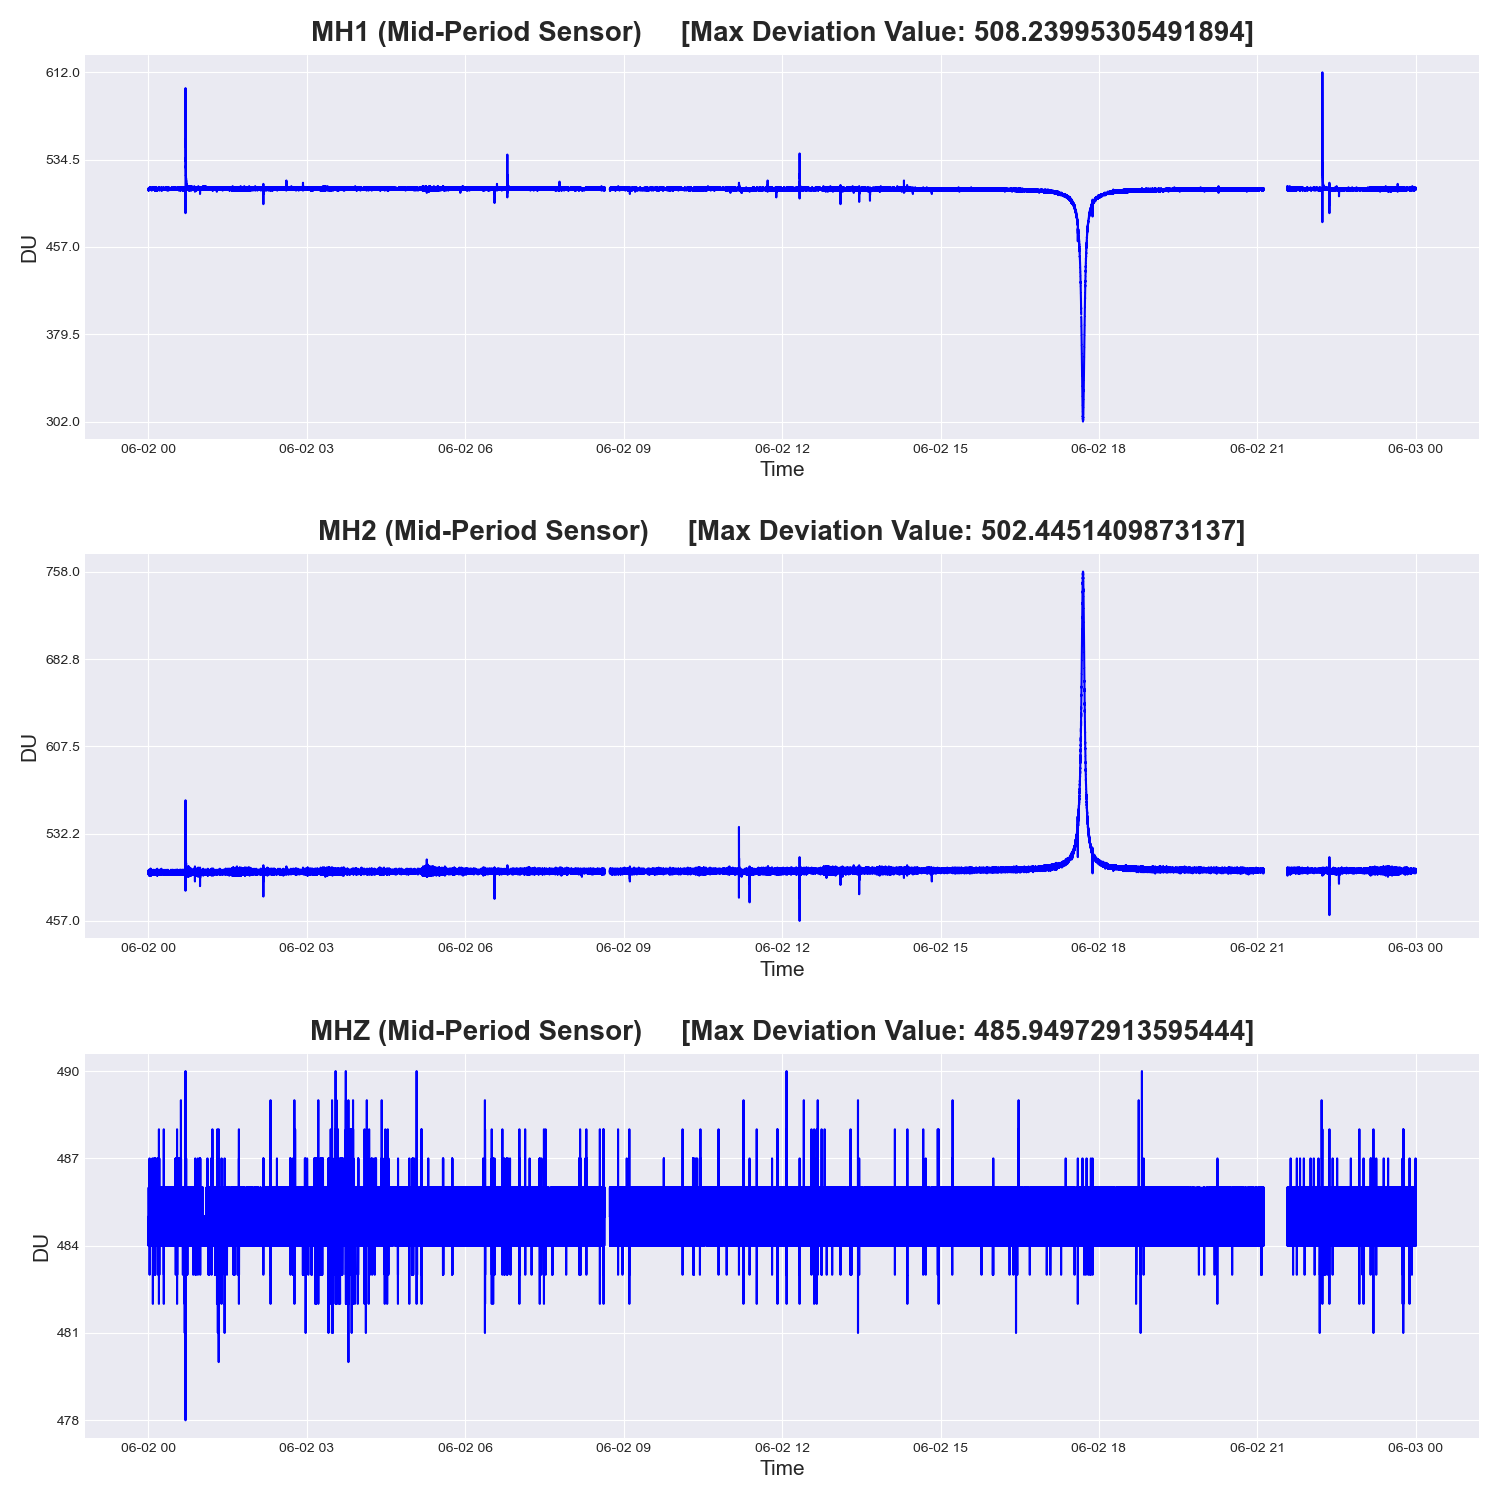 MH1 (Mid-Period Sensor) [Max Deviation Value: 508.23995305491894]
612.0
534.5
457.0
379.5
302.0
DU
06-02 00 06-02 03 06-02 06 06-02 09 06-02 12 06-02 15 06-02 18 06-02 21 06-03 00
Time
MH2 (Mid-Period Sensor) [Max Deviation Value: 502.4451409873137]
758.0
682.8
607.5
532.2
457.0
DU
06-02 00 06-02 03 06-02 06 06-02 09 06-02 12 06-02 15 06-02 18 06-02 21 06-03 00
Time
MHZ (Mid-Period Sensor) [Max Deviation Value: 485.94972913595444]
490
487
484
481
478
DU
06-02 00 06-02 03 06-02 06 06-02 09 06-02 12 06-02 15 06-02 18 06-02 21 06-03 00
Time